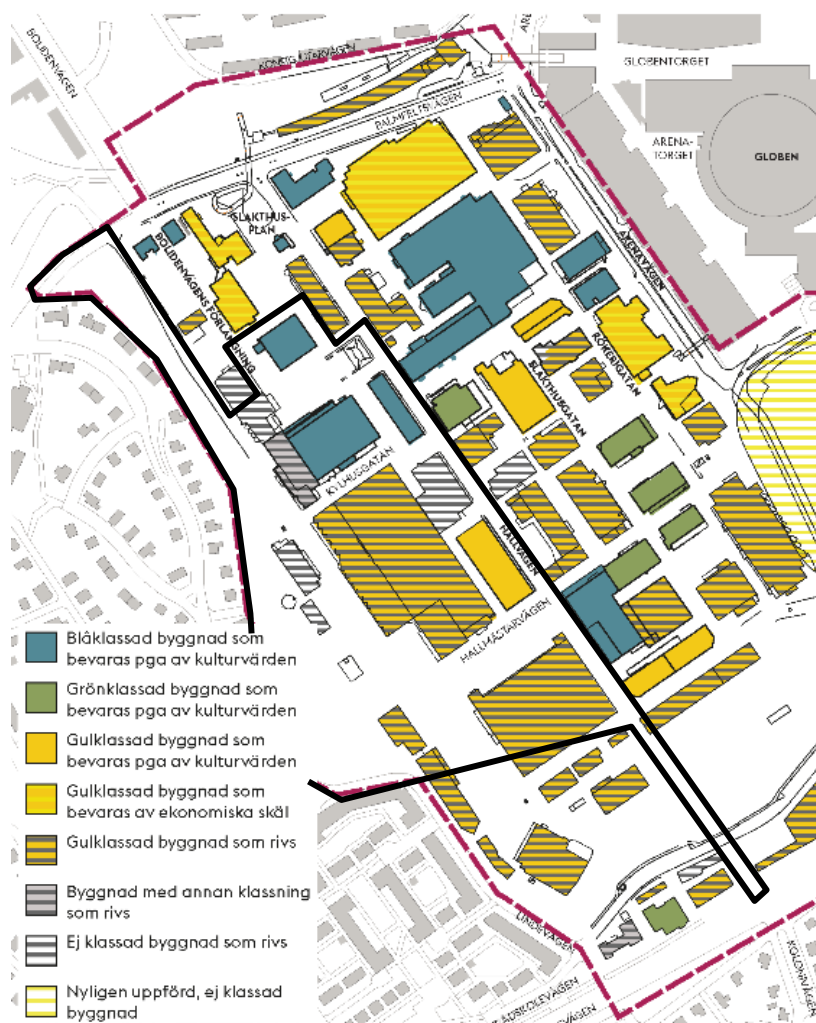 BOLIDENVÄGEN
GLOBENTORGET
PALMFELTSVÄGEN
ARENA-
TORGET
GLOBEN
SLAKTHUS-
PLAN
BOLIDENVÄGENS FÖRLÄNGNING
ARENAVÄGEN
RÖKERIGATAN
SLAKTHUSGATAN
KYLHUSGATAN
HALLVÄGEN
HALLMÄSTARVÄGEN
Blåklassad byggnad som
bevaras pga av kulturvärden
Grönklassad byggnad som
bevaras pga av kulturvärden
Gulklassad byggnad som
bevaras pga av kulturvärden
Gulklassad byggnad som
bevaras av ekonomiska skäl
Gulklassad byggnad som rivs
Byggnad med annan klassning
som rivs
Ej klassad byggnad som rivs
Nyligen uppförd, ej klassad
byggnad
LINDEVÄGEN
KOLONIVÄGEN